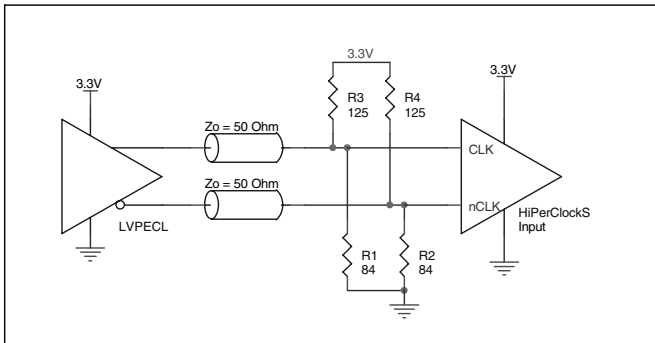 3.3V
3.3V
3.3V
R3
125
R4
125
Zo = 50 Ohm
CLK
Zo = 50 Ohm
nCLK
LVPECL
HiPerClockS
Input
R1
84
R2
84